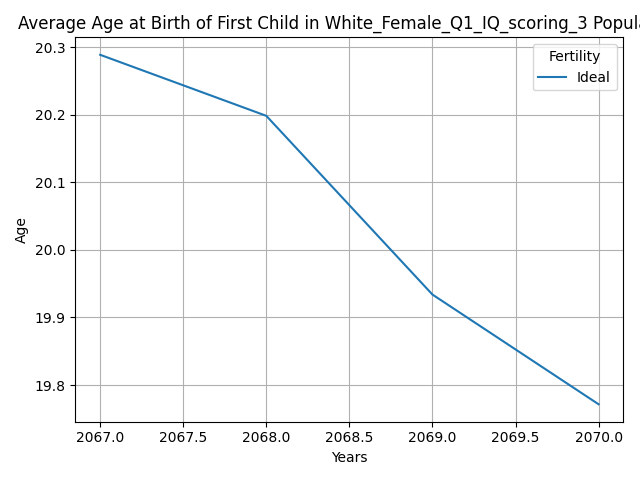 Average Age at Birth of First Child in White_Female_Q1_IQ_scoring_3 Popula
20.3
20.2
20.1
20.0
19.9
19.8
Age
Fertility
Ideal
2067.0 2067.5 2068.0 2068.5 2069.0 2069.5 2070.0
Years